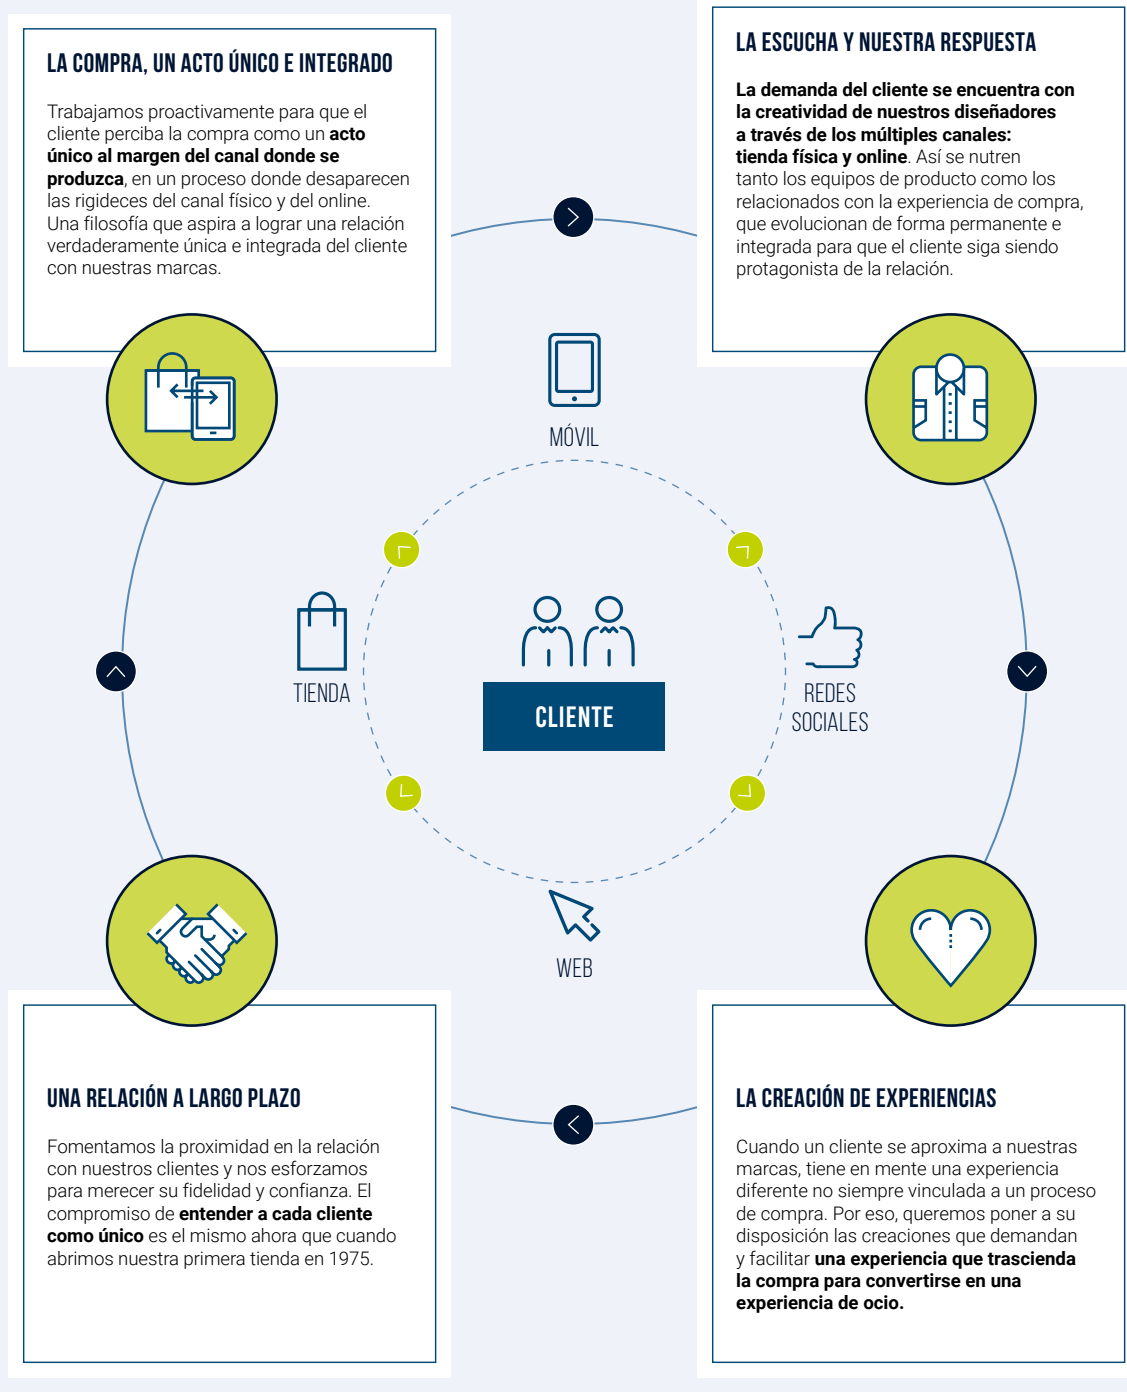 LA COMPRA, UN ACTO ÚNICO E INTEGRADO
Trabajamos proactivamente para que el
cliente perciba la compra como un acto
único al margen del canal donde se
produzca, en un proceso donde desaparecen
las rigideces del canal físico y del online.
Una filosofía que aspira a lograr una relación
verdaderamente única e integrada del cliente
con nuestras marcas.
LA ESCUCHA Y NUESTRA RESPUESTA
La demanda del cliente se encuentra con
la creatividad de nuestros diseñadores
a través de los múltiples canales:
tienda física y online. Así se nutren
tanto los equipos de producto como los
relacionados con la experiencia de compra,
que evolucionan de forma permanente e
integrada para que el cliente siga siendo
protagonista de la relación.
MÓVIL
TIENDA
CLIENTE
REDES
SOCIALES
WEB
UNA RELACIÓN A LARGO PLAZO
Fomentamos la proximidad en la relación
con nuestros clientes y nos esforzamos
para merecer su fidelidad y confianza. El
compromiso de entender a cada cliente
como único es el mismo ahora que cuando
abrimos nuestra primera tienda en 1975.
LA CREACIÓN DE EXPERIENCIAS
Cuando un cliente se aproxima a nuestras
marcas, tiene en mente una experiencia
diferente no siempre vinculada a un proceso
de compra. Por eso, queremos poner a su
disposición las creaciones que demandan
y facilitar una experiencia que trascienda
la compra para convertirse en una
experiencia de ocio.